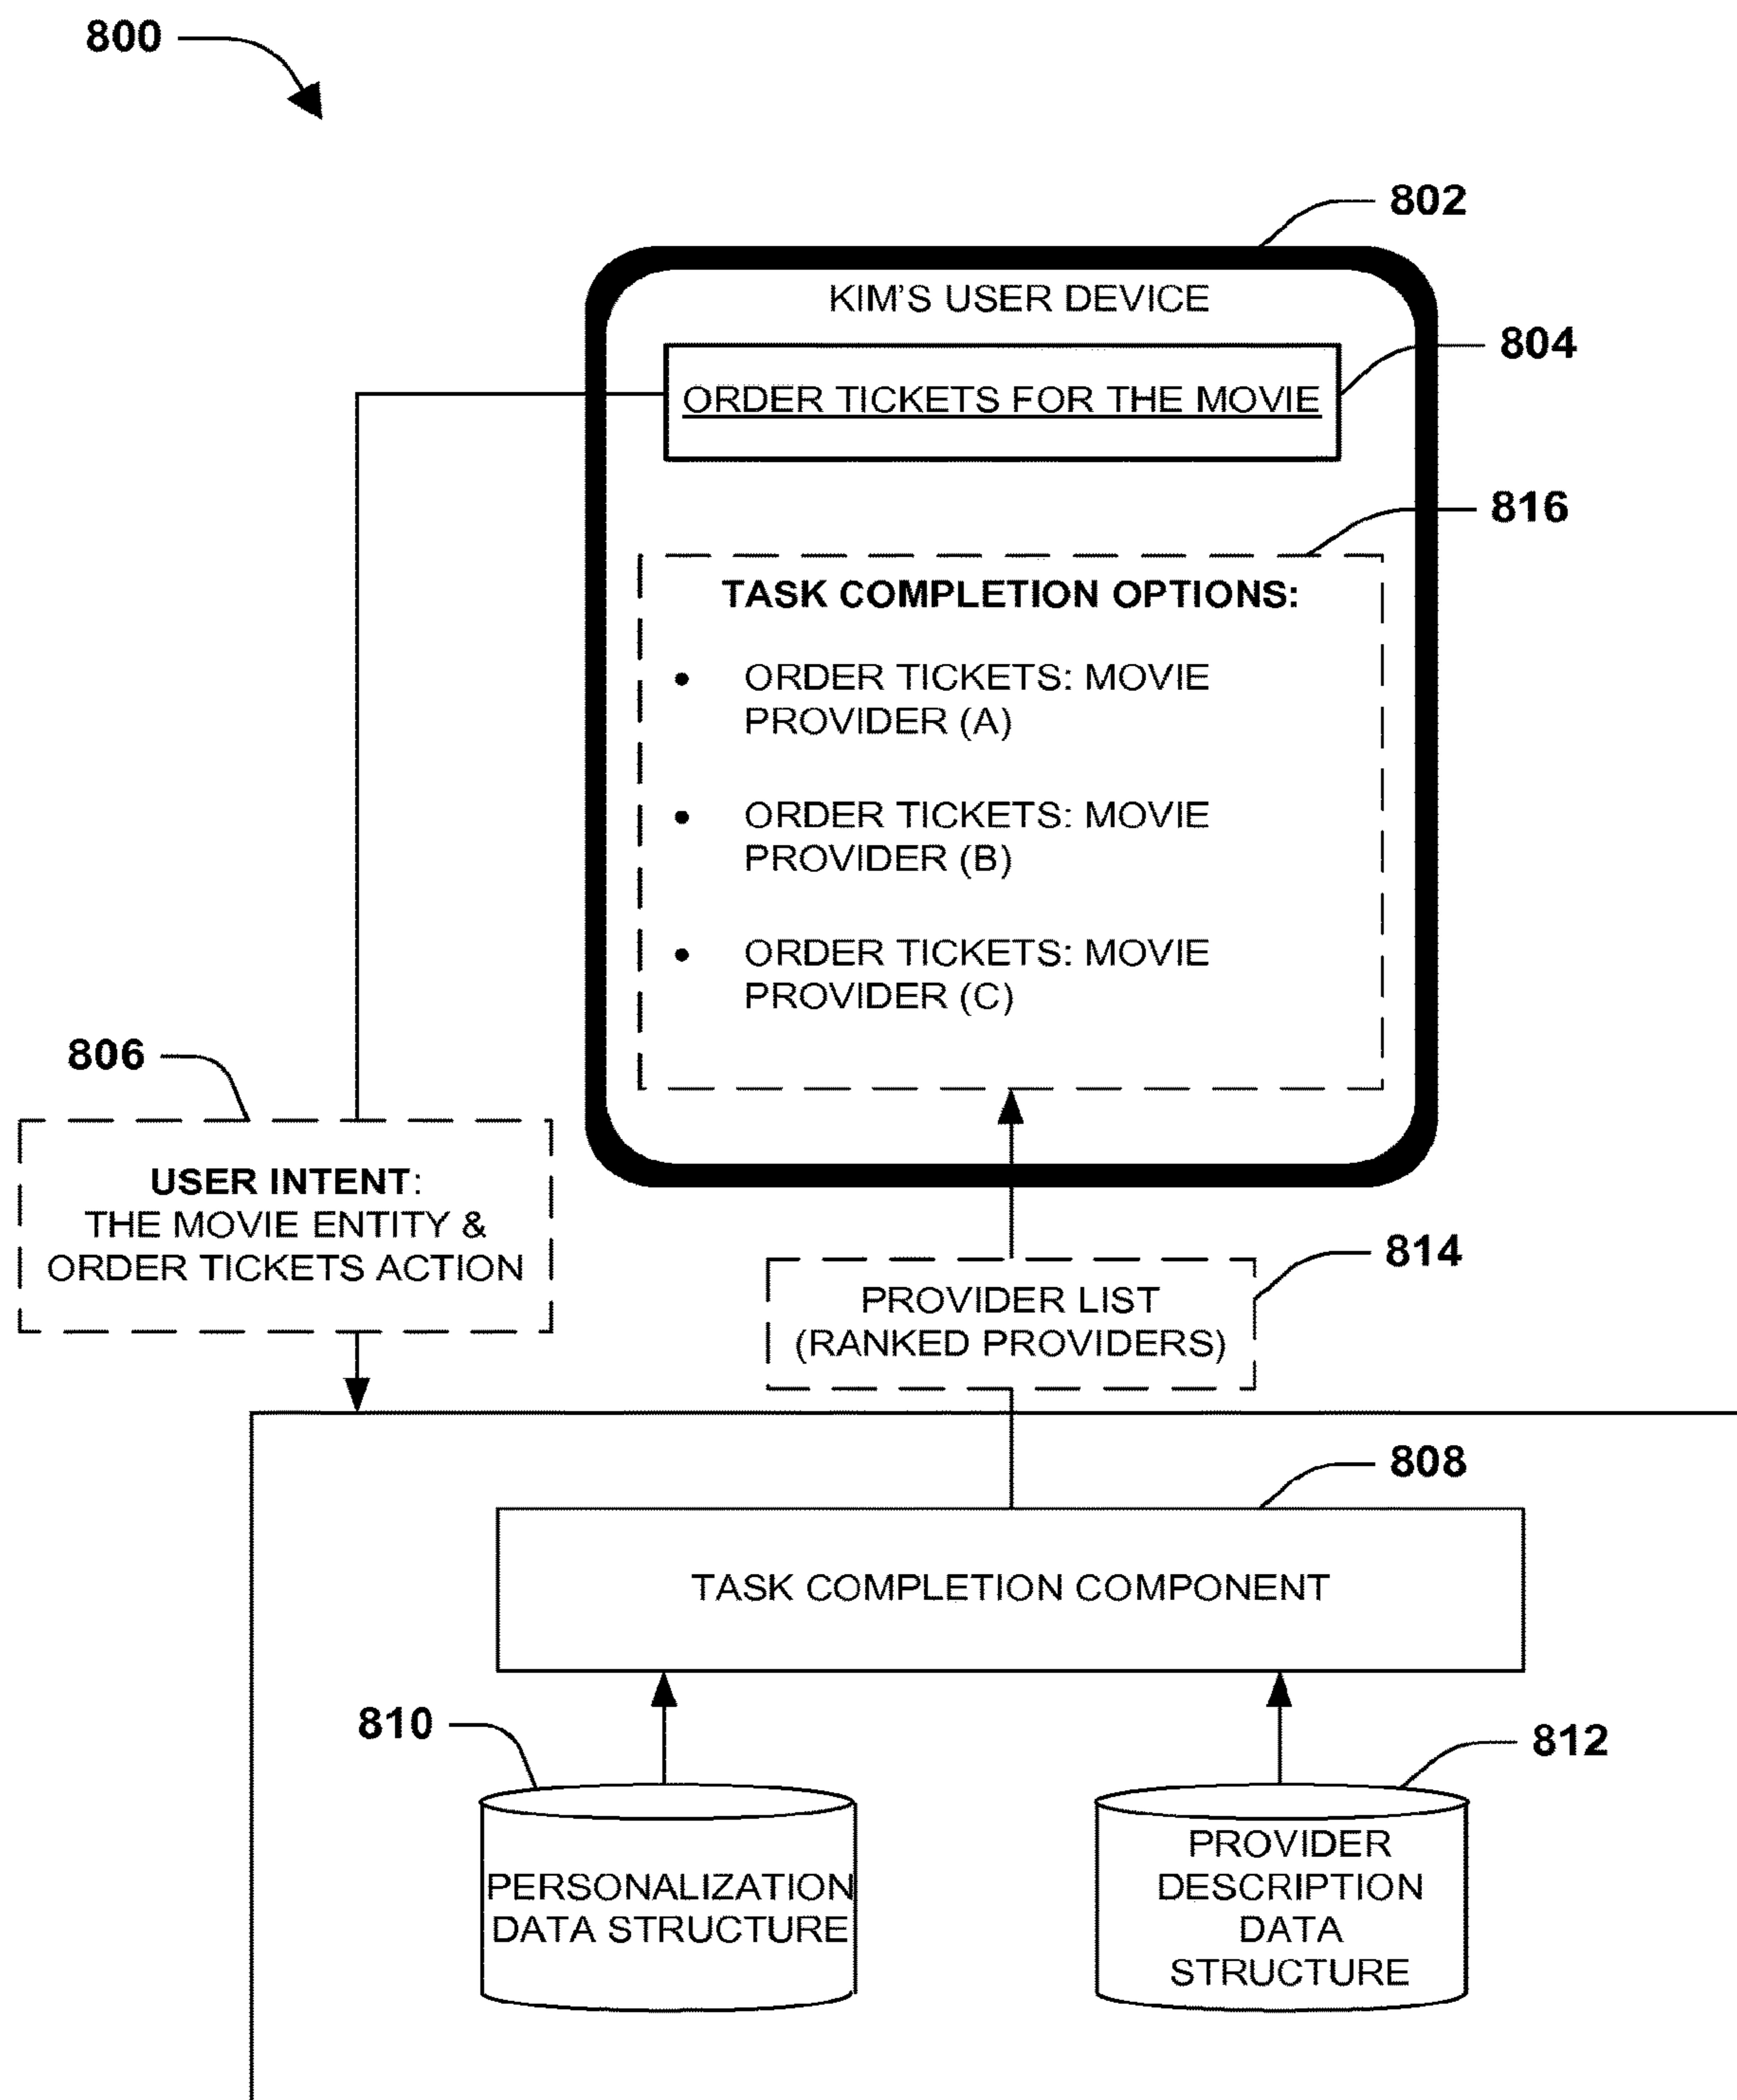 800
802
KIM'S USER DEVICE
804
ORDER TICKETS FOR THE MOVIE
816
TASK COMPLETION OPTIONS:
• ORDER TICKETS: MOVIE
PROVIDER (A)
• ORDER TICKETS: MOVIE
PROVIDER (B)
• ORDER TICKETS: MOVIE
PROVIDER (C)
806
USER INTENT:
THE MOVIE ENTITY &
ORDER TICKETS ACTION
814
PROVIDER LIST
(RANKED PROVIDERS)
808
TASK COMPLETION COMPONENT
810
812
PERSONALIZATION
DATA STRUCTURE
PROVIDER
DESCRIPTION
DATA
STRUCTURE